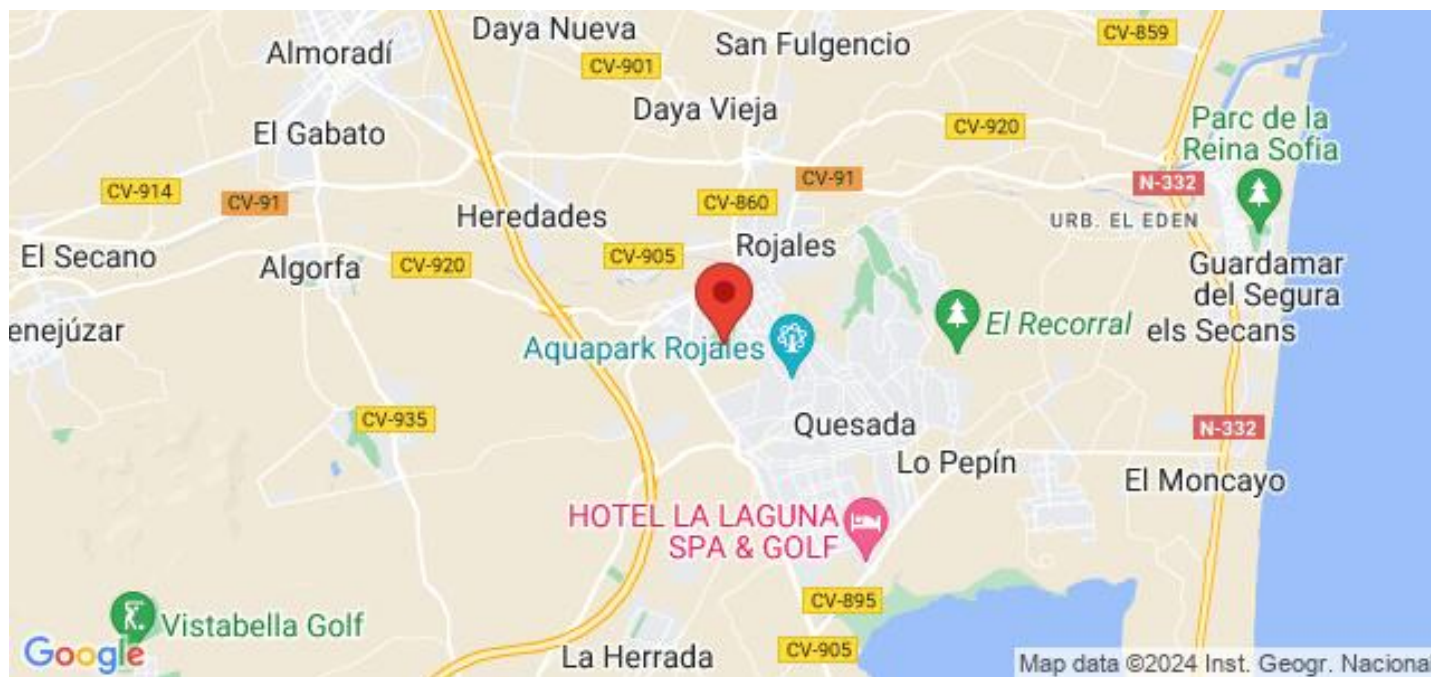 Daya Nueva
CV-859
Almoradí
San Fulgencio
CV-901
Daya Vieja
Parc de la
Reina Sofia
El Gabato
CV-920
CV-914
CV-91
CV-91
N-332
CV-860
Heredades
URB. EL EDEN
El Secano
CV-905
Rojales
Algorfa
CV-920
Guardamar
del Segura
enejúzar
El Recorral
els Secans
Aquapark Rojales
CV-935
Quesada
N-332
Lo Pepín
El Moncayo
HOTEL LA LAGUNA
SPA & GOLF
CV-895
Vistabella Golf
CV-905
La Herrada
Google
Map data ©2024 Inst. Geogr. Nacional